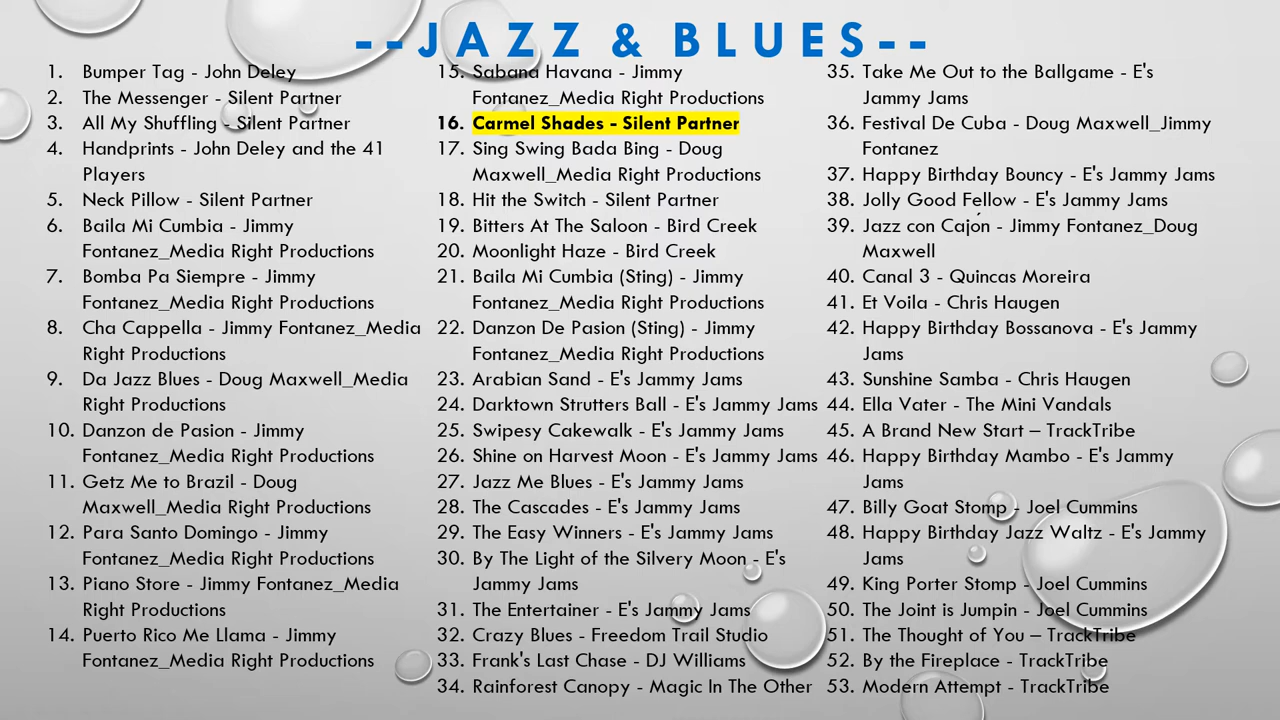 --JAZZ & BLUES--
1. Bumper Tag - John Deley
2. The Messenger - Silent Partner
3. All My Shuffling - Silent Partner
4. Handprints - John Deley and the 41
Players
5. Neck Pillow - Silent Partner
6. Baila Mi Cumbia - Jimmy
Fontanez_Media Right Productions
7. Bomba Pa Siempre - Jimmy
Fontanez_Media Right Productions
8. Cha Cappella - Jimmy Fontanez_Media
Right Productions
9. Da Jazz Blues - Doug Maxwell_Media
Right Productions
10. Danzon de Pasion - Jimmy
Fontanez_Media Right Productions
11. Getz Me to Brazil - Doug
Maxwell_Media Right Productions
12. Para Santo Domingo - Jimmy
Fontanez_Media Right Productions
13. Piano Store - Jimmy Fontanez_Media
Right Productions
14. Puerto Rico Me Llama - Jimmy
Fontanez_Media Right Productions
15. Sabana Havana - Jimmy
Fontanez_Media Right Productions
16. Carmel Shades - Silent Partner
17. Sing Swing Bada Bing - Doug
Maxwell_Media Right Productions
18. Hit the Switch - Silent Partner
19. Bitters At The Saloon - Bird Creek
20. Moonlight Haze - Bird Creek
21. Baila Mi Cumbia (Sting) - Jimmy
Fontanez_Media Right Productions
22. Danzon De Pasion (Sting) - Jimmy
Fontanez_Media Right Productions
23. Arabian Sand - E's Jammy Jams
24. Darktown Strutters Ball - E's Jammy Jams
25. Swipesy Cakewalk - E's Jammy Jams
26. Shine on Harvest Moon - E's Jammy Jams
27. Jazz Me Blues - E's Jammy Jams
28. The Cascades - E's Jammy Jams
29. The Easy Winners - E's Jammy Jams
30. By The Light of the Silvery Moon - E's
Jammy Jams
31. The Entertainer - E's Jammy Jams
32. Crazy Blues - Freedom Trail Studio
33. Frank's Last Chase - DJ Williams
34. Rainforest Canopy - Magic In The Other
35. Take Me Out to the Ballgame - E's
Jammy Jams
36. Festival De Cuba - Doug Maxwell_Jimmy
Fontanez
37. Happy Birthday Bouncy - E's Jammy Jams
38. Jolly Good Fellow - E's Jammy Jams
39. Jazz con Cajón - Jimmy Fontanez_Doug
Maxwell
40. Canal 3 - Quincas Moreira
41. Et Voila - Chris Haugen
42. Happy Birthday Bossanova - E's Jammy
Jams
43. Sunshine Samba - Chris Haugen
44. Ella Vater - The Mini Vandals
45. A Brand New Start – TrackTribe
46. Happy Birthday Mambo - E's Jammy
Jams
47. Billy Goat Stomp - Joel Cummins
48. Happy Birthday Jazz Waltz - E's Jammy
Jams
49. King Porter Stomp - Joel Cummins
50. The Joint is Jumpin - Joel Cummins
51. The Thought of You – TrackTribe
52. By the Fireplace - TrackTribe
53. Modern Attempt - TrackTribe